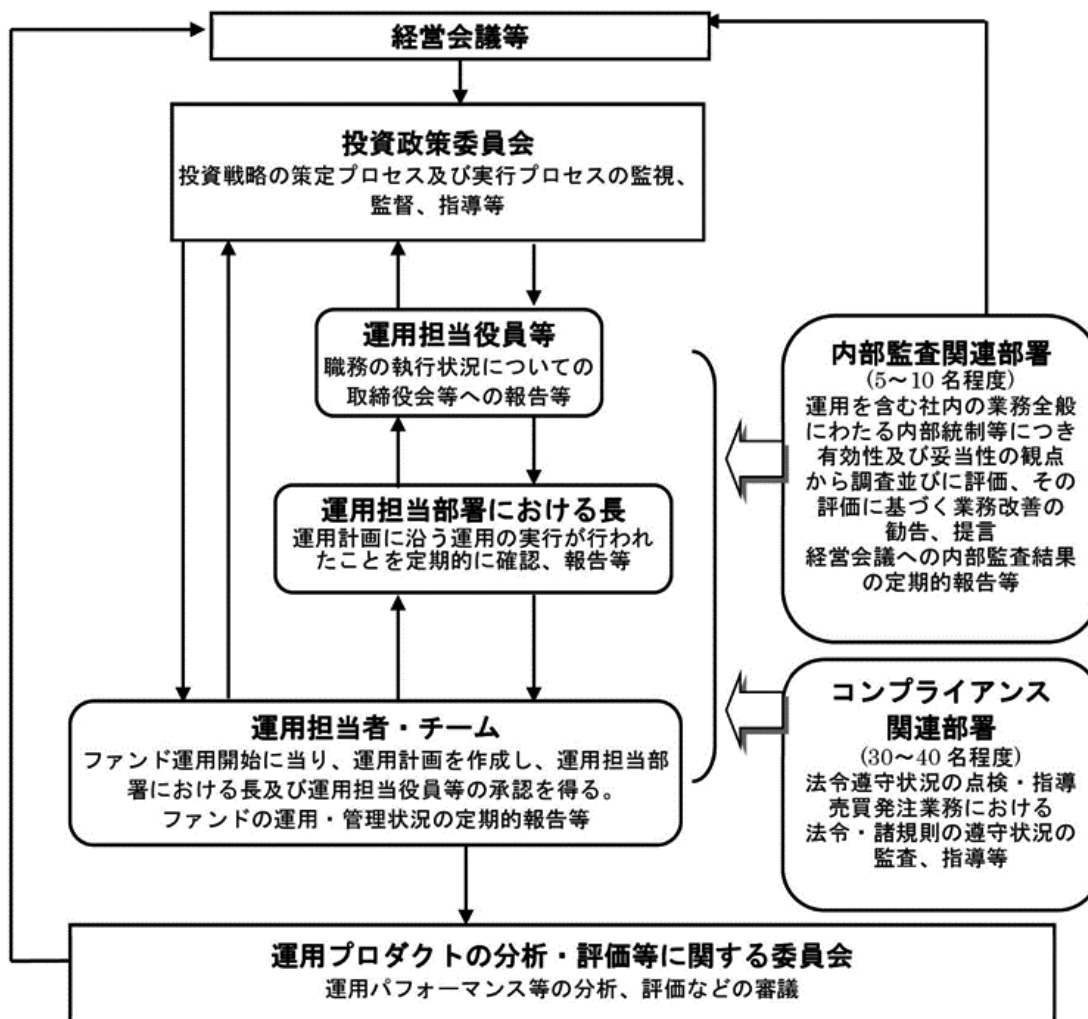 経営会議等
投資政策委員会
投資戦略の策定プロセス及び実行プロセスの監視、
監督、指導等
運用担当役員等
職務の執行状況についての
取締役会等への報告等
運用担当部署における長
運用計画に沿う運用の実行が行われ
たことを定期的に確認、報告等
運用担当者・チーム
ファンド運用開始に当り、運用計画を作成し、運用担当部
署における長及び運用担当役員等の承認を得る。
ファンドの運用・管理状況の定期的報告等
内部監査関連部署
(5～10 名程度)
運用を含む社内の業務全般
にわたる内部統制等につき
有効性及び妥当性の観点
から調査並びに評価、その
評価に基づく業務改善の
勧告、提言
経営会議への内部監査結果
の定期的報告等
コンプライアンス
関連部署
(30～40 名程度)
法令遵守状況の点検・指導
売買発注業務における
法令・諸規則の遵守状況の
監査、指導等
運用プロダクトの分析・評価等に関する委員会
運用パフォーマンス等の分析、評価などの審議